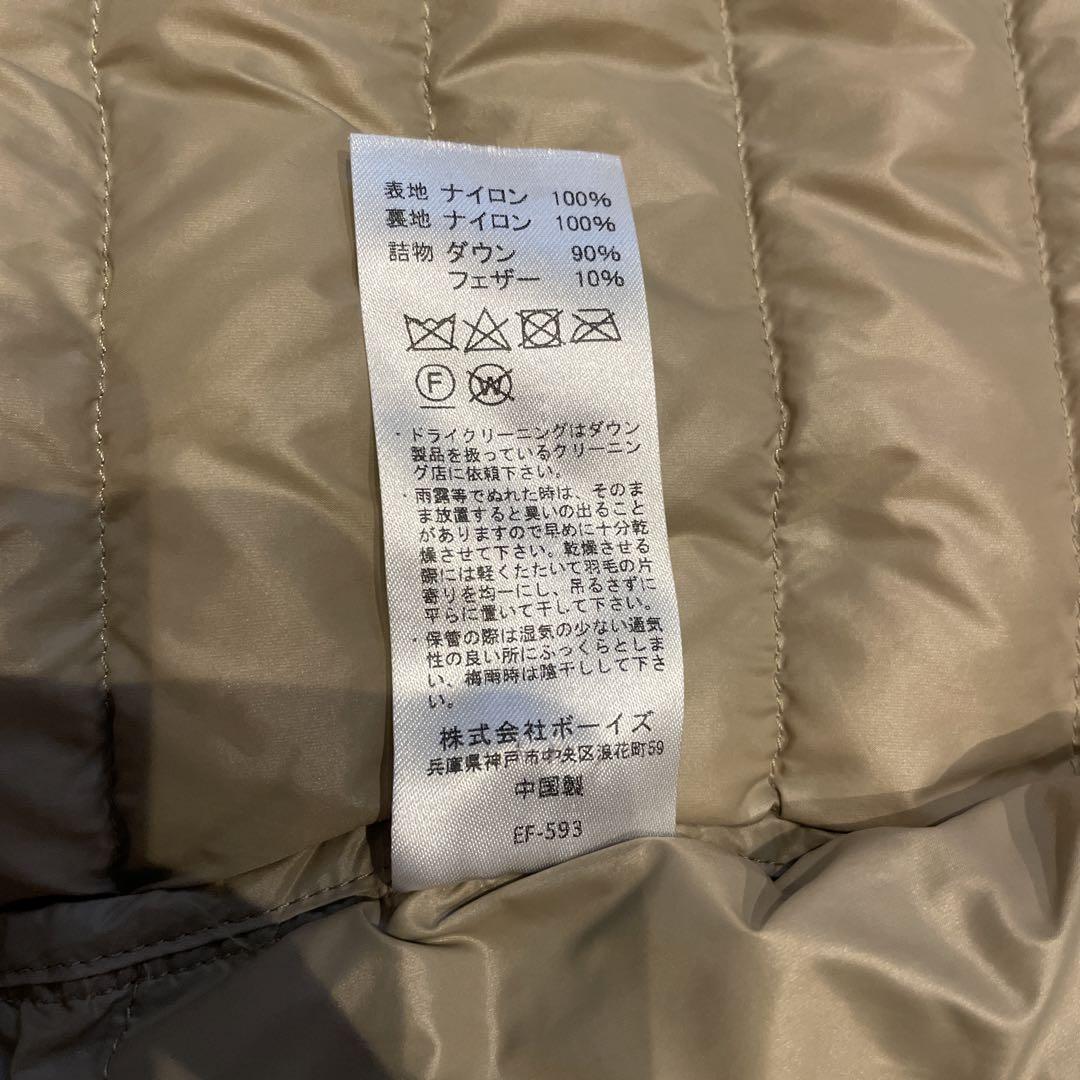 表地 ナイロン 100%
裏地 ナイロン 100%
詰物 ダウン 90%
フェザー 10%
F
W
・ドライクリーニングはダウン
製品を扱っているクリーニン
グ店に依頼下さい。
・雨露等でぬれた時は、そのま
ま放置すると臭いの出ること
がありますので早めに十分乾
燥させて下さい。乾燥させる
際には軽くたたいて羽毛の片
寄りを均一にし、吊るさずに
平らに置いて干して下さい。
・保管の際は湿気の少ない通気
性の良い所にふっくらとしま
い、梅雨時は陰干しして下さ
い。
株式会社ボーイズ
兵庫県神戸市中央区浪花町59
中国製
EF-593